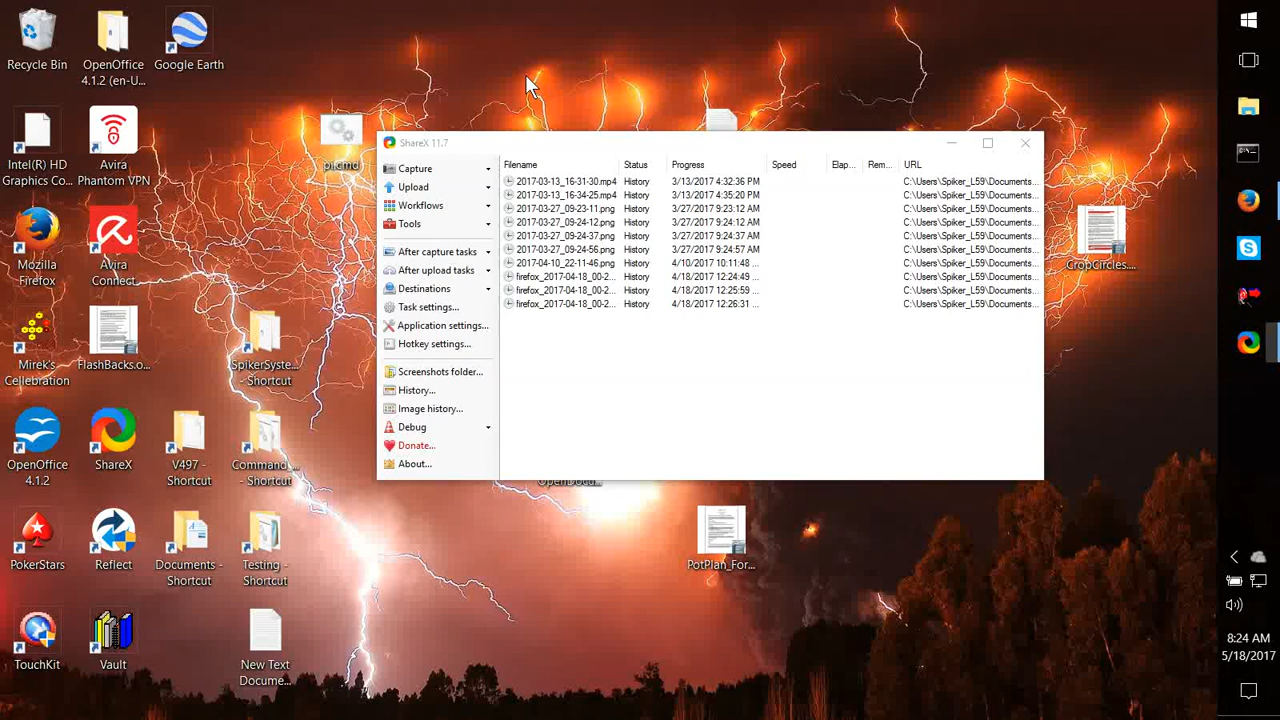 Recycle Bin
OpenOffice
4.1.2 (en-U...
Google Earth
Intel(R) HD
Graphics Co...
Avira
Phantom VPN
pi.cmd
Mozilla
Firefox
Avira
Connect
Mirek's
Cellebration
FlashBacks.o...
SpikerSyste...
- Shortcut
OpenOffice
4.1.2
ShareX
V497 -
Shortcut
Command_...
- Shortcut
PokerStars
Reflect
Documents -
Shortcut
Testing -
Shortcut
TouchKit
Vault
New Text
Docume...
ShareX 11.7
Capture
Upload
Workflows
Tools
After capture tasks
After upload tasks
Destinations
Task settings...
Application settings...
Hotkey settings...
Screenshots folder...
History...
Image history...
Debug
Donate...
About...
Filename Status Progress Speed Elap... Rem... URL
2017-03-13_16-31-30.mp4 History 3/13/2017 4:32:36 PM C:\Users\Spiker_L59\Documents...
2017-03-13_16-34-25.mp4 History 3/13/2017 4:35:20 PM C:\Users\Spiker_L59\Documents...
2017-03-27_09-23-11.png History 3/27/2017 9:23:12 AM C:\Users\Spiker_L59\Documents...
2017-03-27_09-24-12.png History 3/27/2017 9:24:12 AM C:\Users\Spiker_L59\Documents...
2017-03-27_09-24-37.png History 3/27/2017 9:24:37 AM C:\Users\Spiker_L59\Documents...
2017-03-27_09-24-56.png History 3/27/2017 9:24:57 AM C:\Users\Spiker_L59\Documents...
2017-04-10_22-11-46.png History 4/10/2017 10:11:48 ... C:\Users\Spiker_L59\Documents...
firefox_2017-04-18_00-2... History 4/18/2017 12:24:49 ... C:\Users\Spiker_L59\Documents...
firefox_2017-04-18_00-2... History 4/18/2017 12:25:59 ... C:\Users\Spiker_L59\Documents...
firefox_2017-04-18_00-2... History 4/18/2017 12:26:31 ... C:\Users\Spiker_L59\Documents...
OpenDocu...
PotPlan_For...
CropCircles....
8:24 AM
5/18/2017